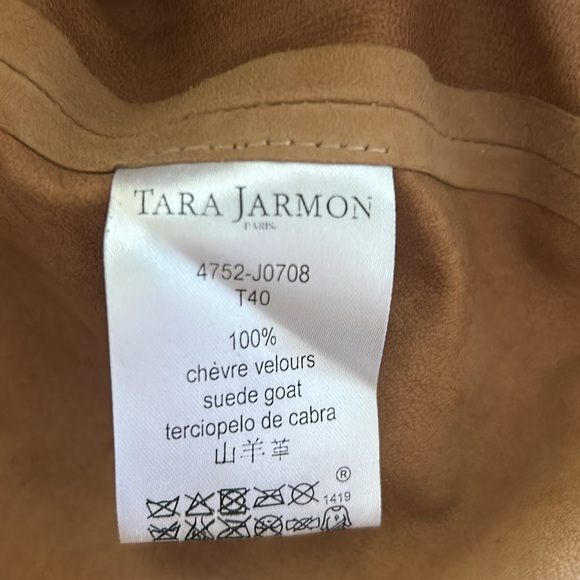 TARA JARMON
PARIS
4752-J0708
T40
100%
chèvre velours
suede goat
terciopelo de cabra
山羊革
®
1419